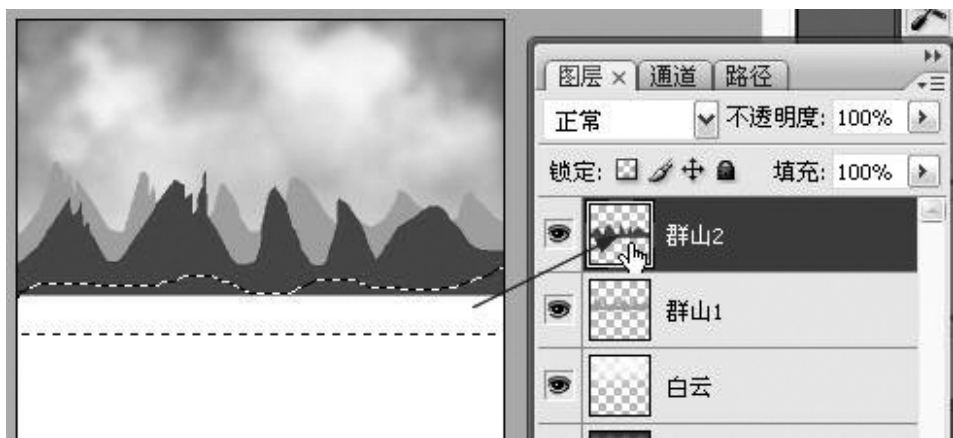 图层 × 通道 路径
正常 不透明度: 100%
锁定: 填充: 100%
群山2
群山1
白云